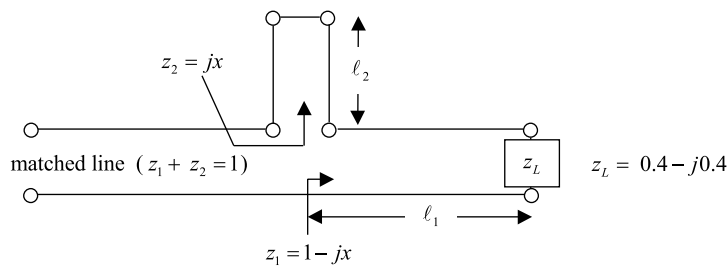 z₂ = jx
ℓ₂
matched line ( z₁ + z₂ = 1)
z_L
z_L = 0.4 − j0.4
ℓ₁
z₁ = 1 − jx